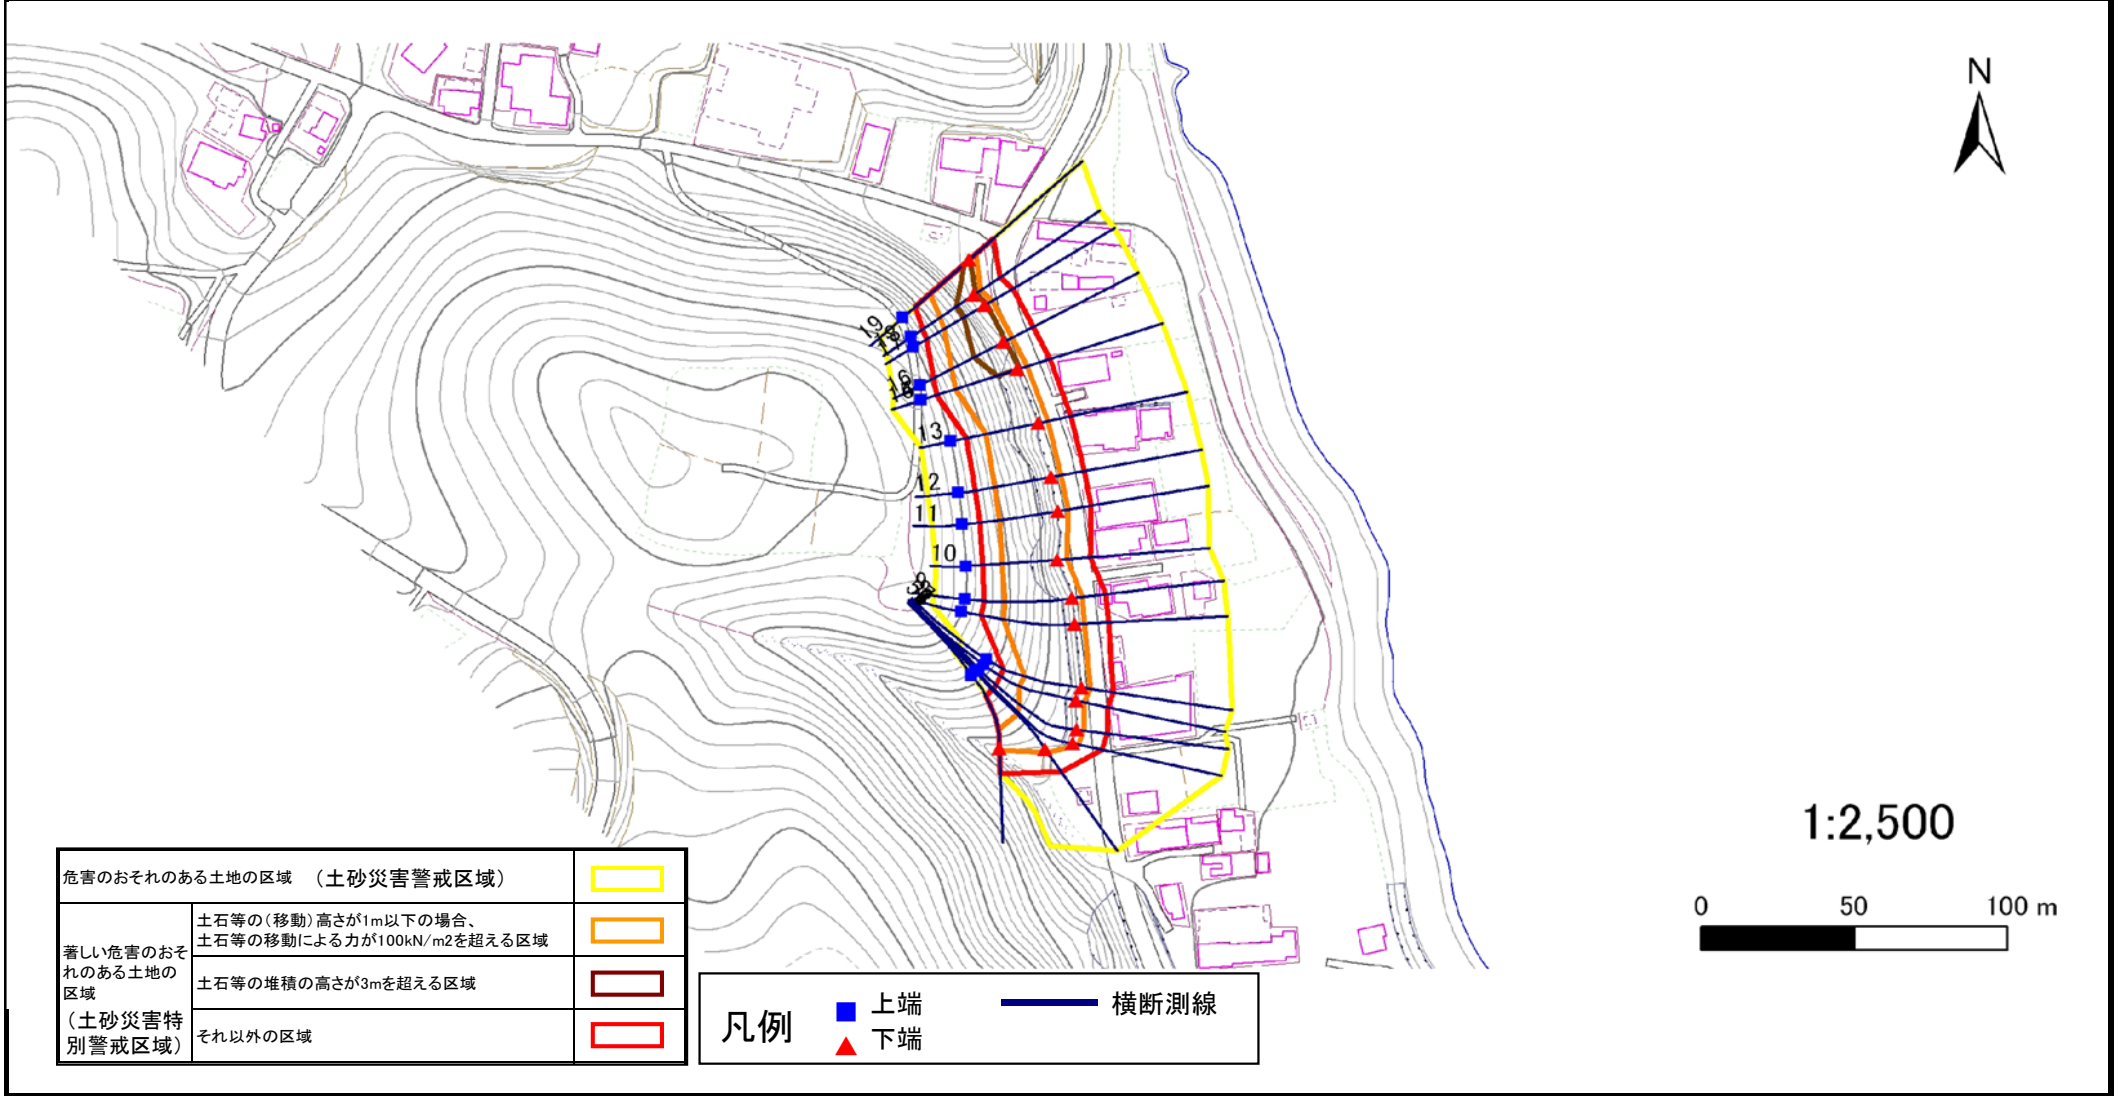 N
16
13
12
11
10
1:2,500
0 50 100 m
危害のおそれのある土地の区域 （土砂災害警戒区域）
著しい危害のおそ
れのある土地の
区域
（土砂災害特
別警戒区域）
土石等の（移動）高さが1m以下の場合、
土石等の移動による力が100kN/m2を超える区域
土石等の堆積の高さが3mを超える区域
それ以外の区域
凡例
上端
下端
横断測線